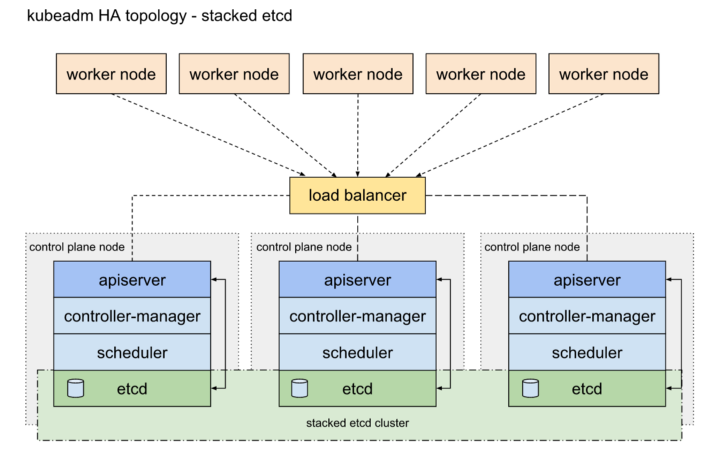 kubeadm HA topology - stacked etcd
worker node
worker node
worker node
worker node
worker node
load balancer
control plane node
control plane node
control plane node
apiserver
apiserver
apiserver
controller-manager
controller-manager
controller-manager
scheduler
scheduler
scheduler
etcd
etcd
etcd
stacked etcd cluster